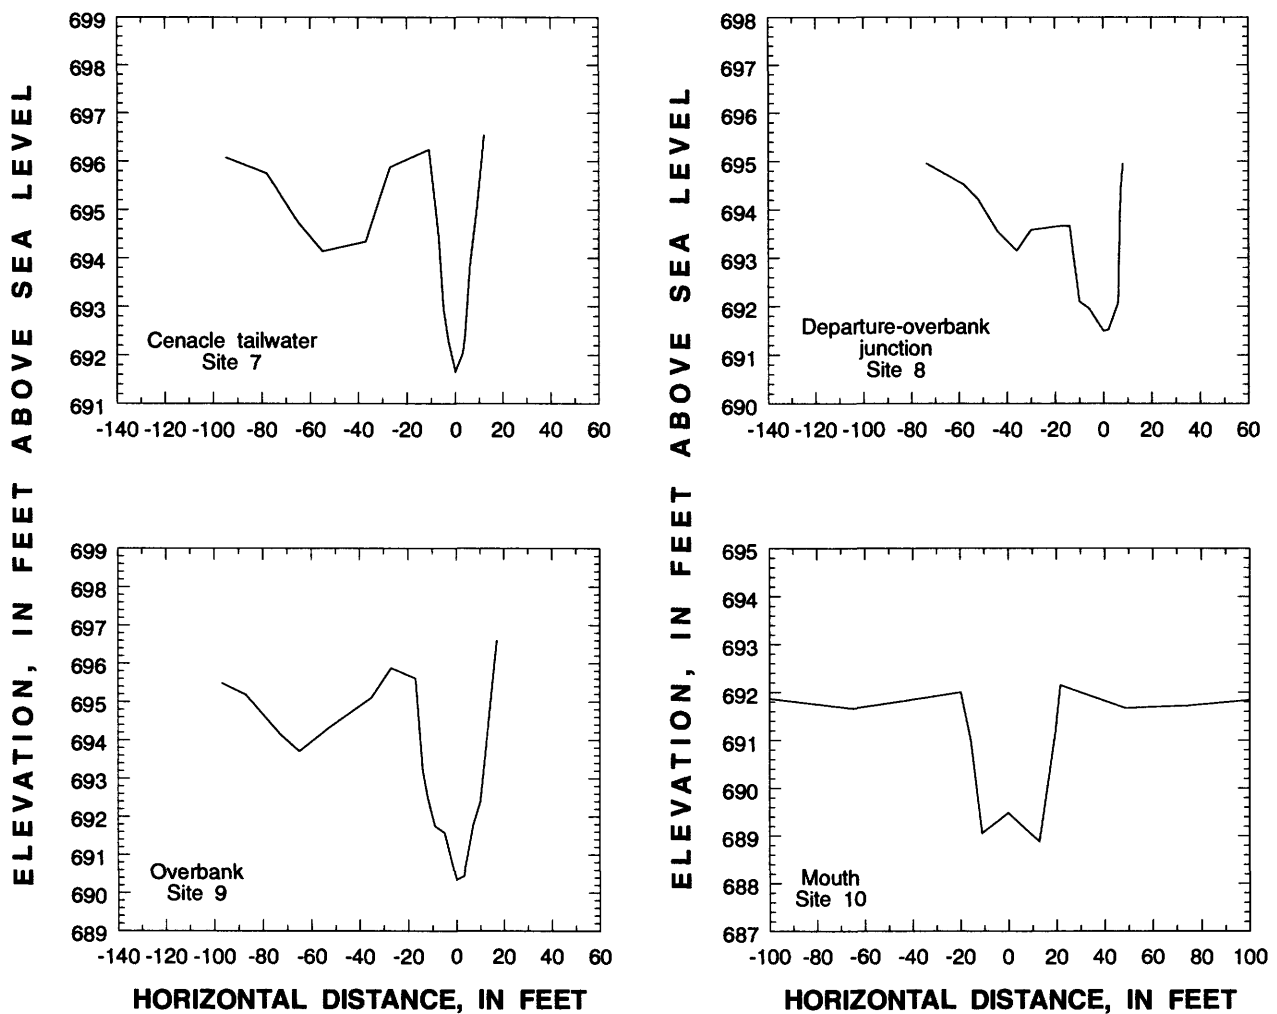 ELEVATION, IN FEET ABOVE SEA LEVEL
699
698
697
696
695
694
693
692
691
Cenacle tailwater
Site 7
-140 -120 -100 -80 -60 -40 -20 0 20 40 60
ELEVATION, IN FEET ABOVE SEA LEVEL
698
697
696
695
694
693
692
691
690
Departure-overbank
junction
Site 8
-140 -120 -100 -80 -60 -40 -20 0 20 40 60
699
698
697
696
695
694
693
692
691
690
689
Overbank
Site 9
-140 -120 -100 -80 -60 -40 -20 0 20 40 60
HORIZONTAL DISTANCE, IN FEET
695
694
693
692
691
690
689
688
687
Mouth
Site 10
-100 -80 -60 -40 -20 0 20 40 60 80 100
HORIZONTAL DISTANCE, IN FEET